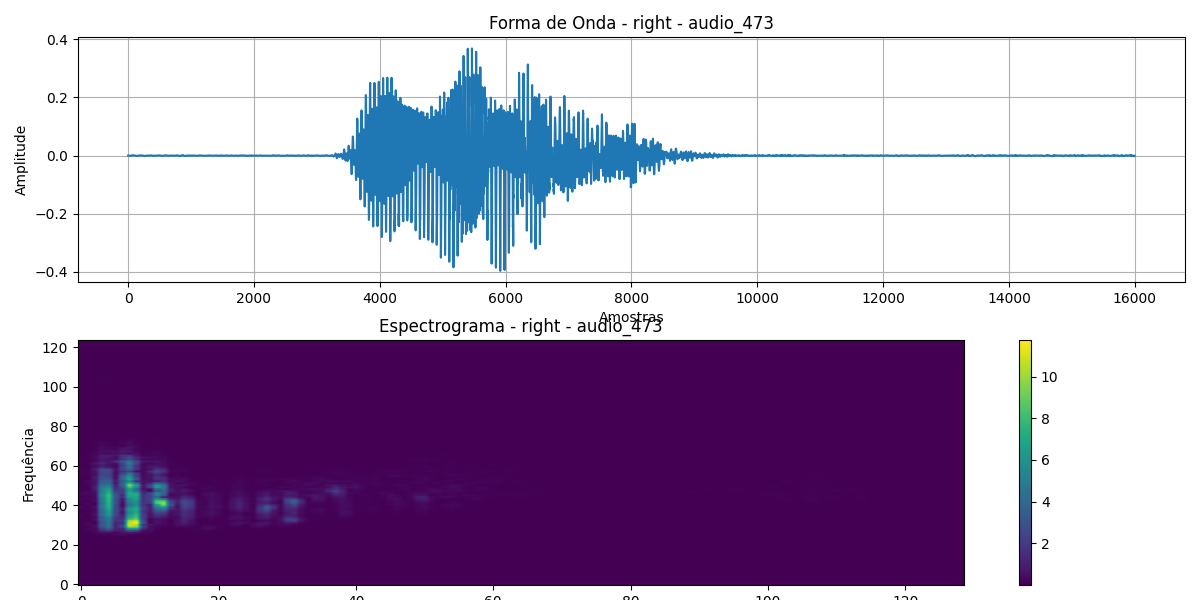 Forma de Onda - right - audio_473
0.4
0.2
0.0
−0.2
−0.4
Amplitude
0 2000 4000 6000 8000 10000 12000 14000 16000
Amostras
Espectrograma - right - audio_473
120
100
80
60
40
20
0
Frequência
0 20 40 60 80 100 120
10
8
6
4
2